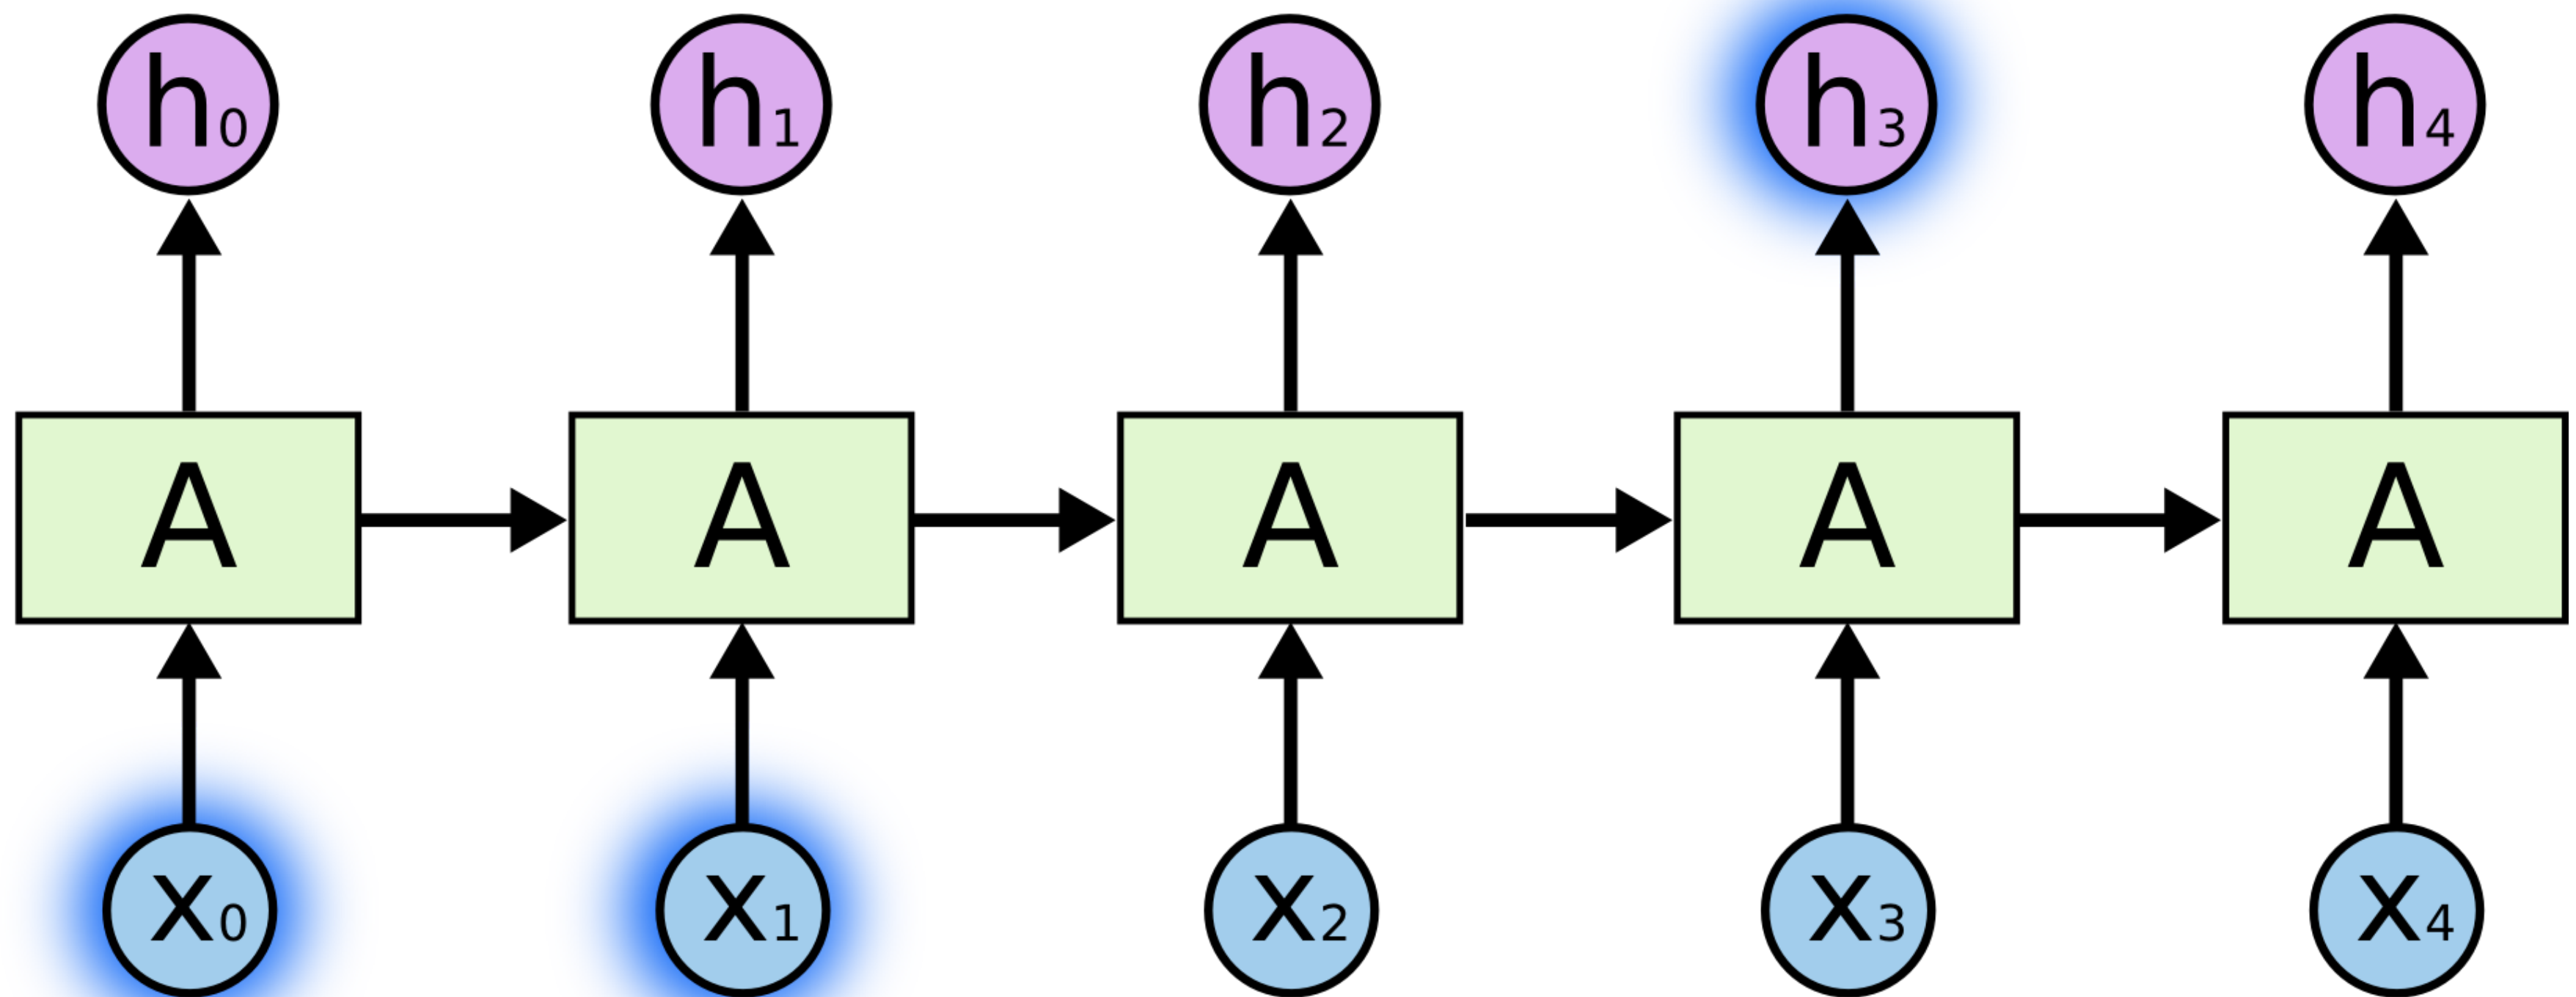 h₀ h₁ h₂ h₃ h₄
A A A A A
x₀ x₁ x₂ x₃ x₄